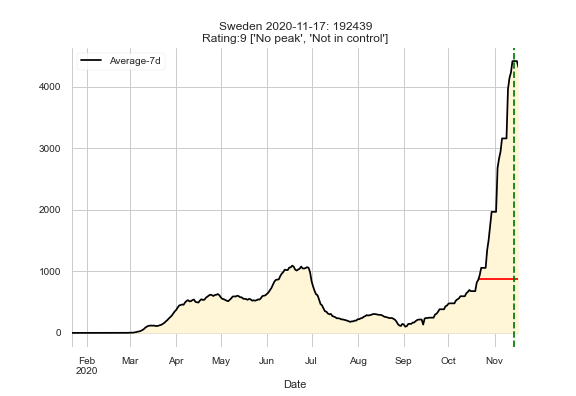 Sweden 2020-11-17: 192439
Rating:9 ['No peak', 'Not in control']
Average-7d
4000
3000
2000
1000
0
Feb Mar Apr May Jun Jul Aug Sep Oct Nov
2020
Date